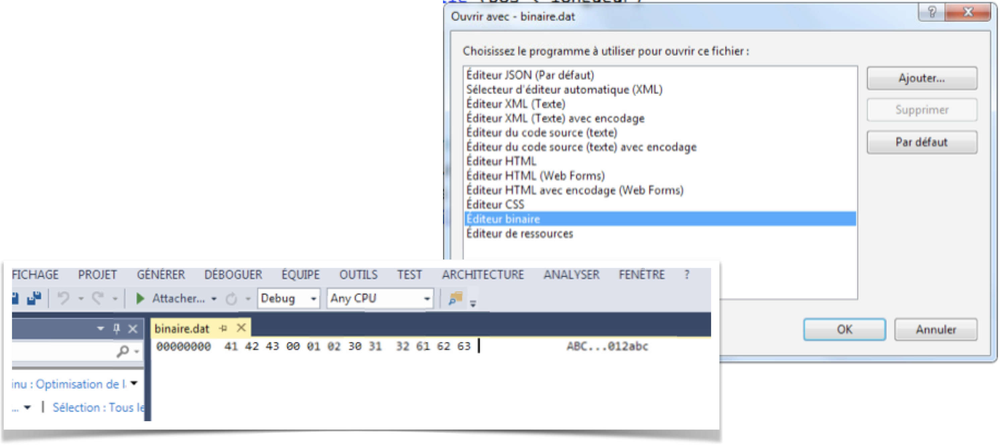 Ouvrir avec - binaire.dat
Choisissez le programme à utiliser pour ouvrir ce fichier :
Éditeur JSON (Par défaut)
Sélecteur d'éditeur automatique (XML)
Éditeur XML (Texte)
Éditeur XML (Texte) avec encodage
Éditeur du code source (texte)
Éditeur du code source (texte) avec encodage
Éditeur HTML
Éditeur HTML (Web Forms)
Éditeur HTML avec encodage (Web Forms)
Éditeur CSS
Éditeur binaire
Éditeur de ressources
Ajouter...
Supprimer
Par défaut
OK Annuler
FICHAGE PROJET GÉNÉRER DÉBOGUER ÉQUIPE OUTILS TEST ARCHITECTURE ANALYSER FENÊTRE ?
Attacher... Debug Any CPU
binaire.dat
00000000 41 42 43 00 01 02 30 31 32 61 62 63 ABC...012abc
inu : Optimisation de l
... | Sélection : Tous le